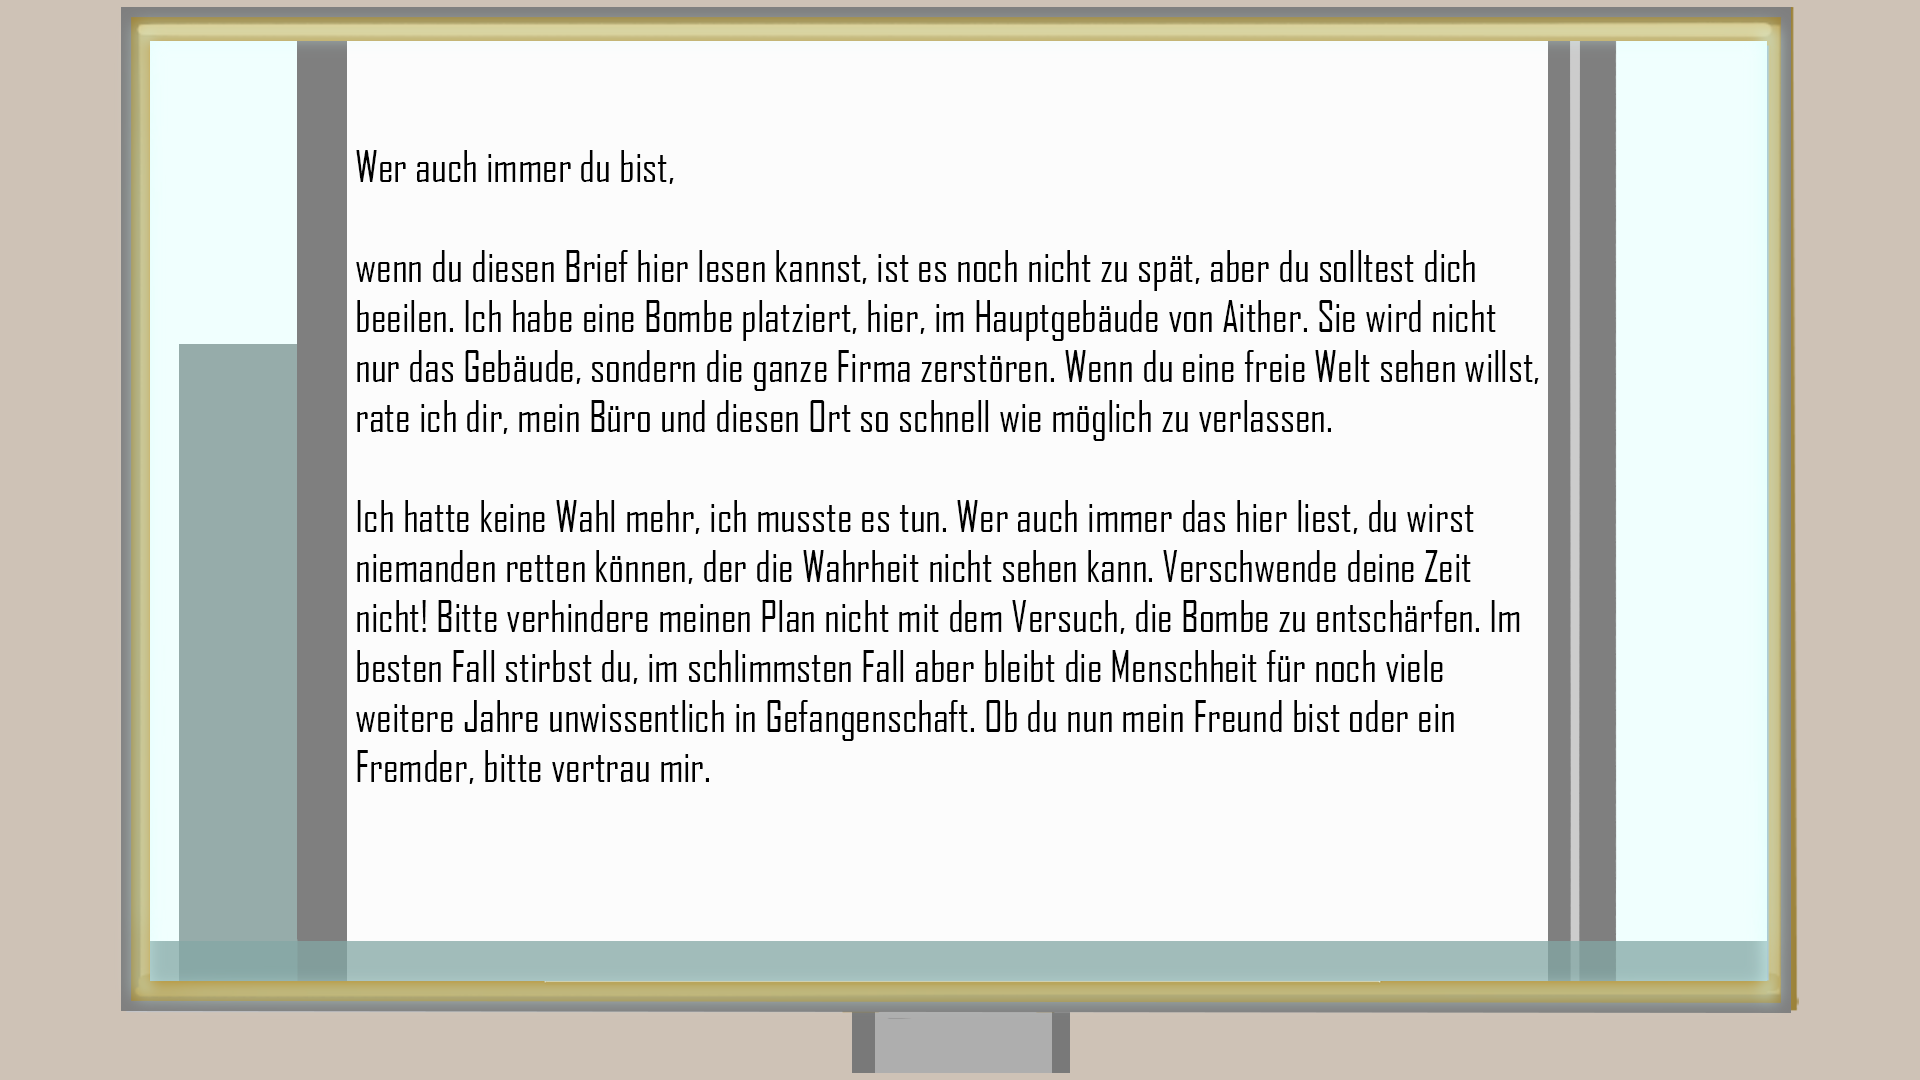 Wer auch immer du bist,
wenn du diesen Brief hier lesen kannst, ist es noch nicht zu spät, aber du solltest dich
beeilen. Ich habe eine Bombe platziert, hier, im Hauptgebäude von Aither. Sie wird nicht
nur das Gebäude, sondern die ganze Firma zerstören. Wenn du eine freie Welt sehen willst,
rate ich dir, mein Büro und diesen Ort so schnell wie möglich zu verlassen.
Ich hatte keine Wahl mehr, ich musste es tun. Wer auch immer das hier liest, du wirst
niemanden retten können, der die Wahrheit nicht sehen kann. Verschwende deine Zeit
nicht! Bitte verhindere meinen Plan nicht mit dem Versuch, die Bombe zu entschärfen. Im
besten Fall stirbst du, im schlimmsten Fall aber bleibt die Menschheit für noch viele
weitere Jahre unwissentlich in Gefangenschaft. Ob du nun mein Freund bist oder ein
Fremder, bitte vertrau mir.